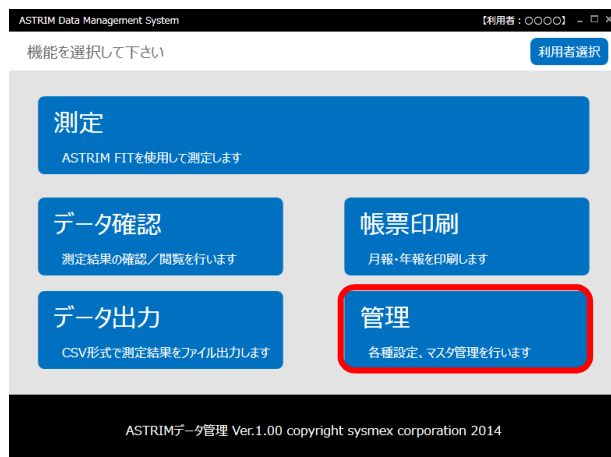 ASTRIM Data Management System 【利用者：○○○○】
機能を選択して下さい 利用者選択
測定
ASTRIM FITを使用して測定します
データ確認
測定結果の確認／閲覧を行います
帳票印刷
月報・年報を印刷します
データ出力
CSV形式で測定結果をファイル出力します
管理
各種設定、マスタ管理を行います
ASTRIMデータ管理 Ver.1.00 copyright sysmex corporation 2014